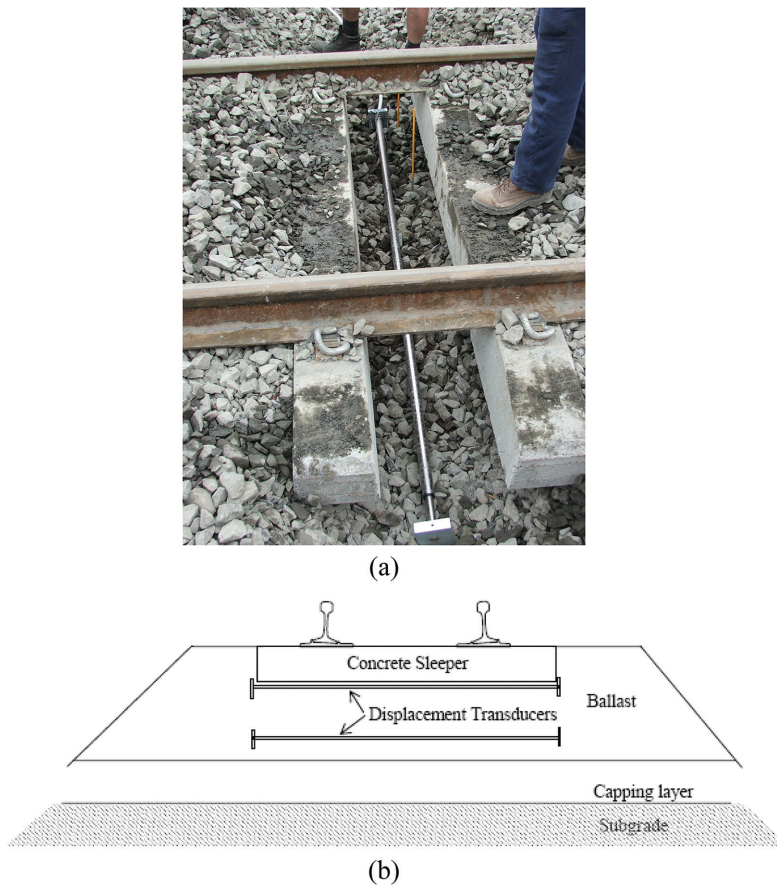 (a)
Concrete Sleeper
Displacement Transducers
Ballast
Capping layer
Subgrade
(b)